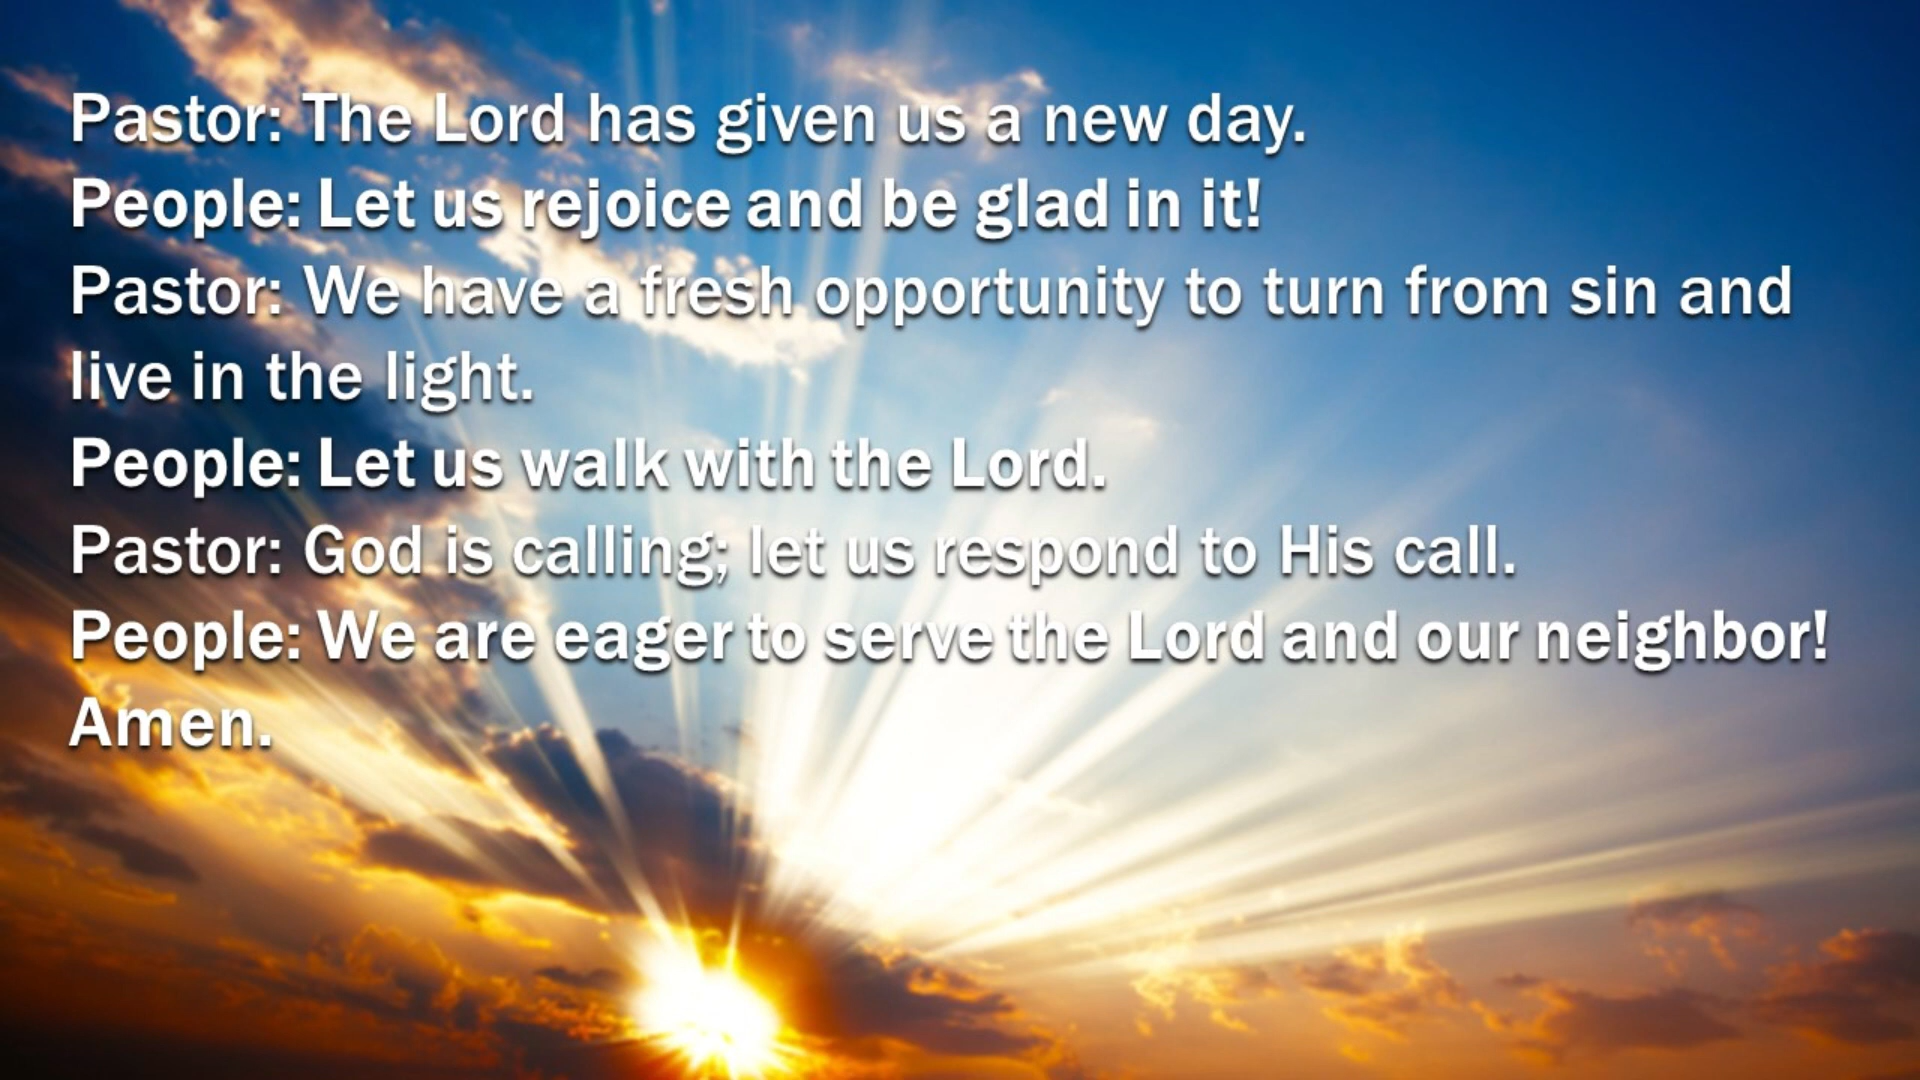 Pastor: The Lord has given us a new day.
People: Let us rejoice and be glad in it!
Pastor: We have a fresh opportunity to turn from sin and
live in the light.
People: Let us walk with the Lord.
Pastor: God is calling; let us respond to His call.
People: We are eager to serve the Lord and our neighbor!
Amen.